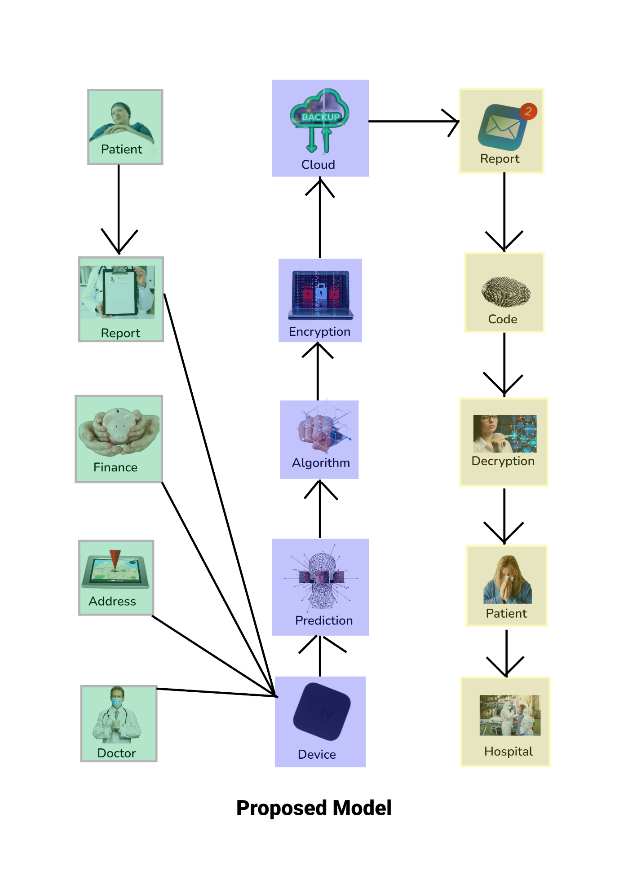 Patient
Report
Finance
Address
Doctor
BACKUP
Cloud
Encryption
Algorithm
Prediction
Device
2
Report
Code
Decryption
Patient
Hospital
Proposed Model